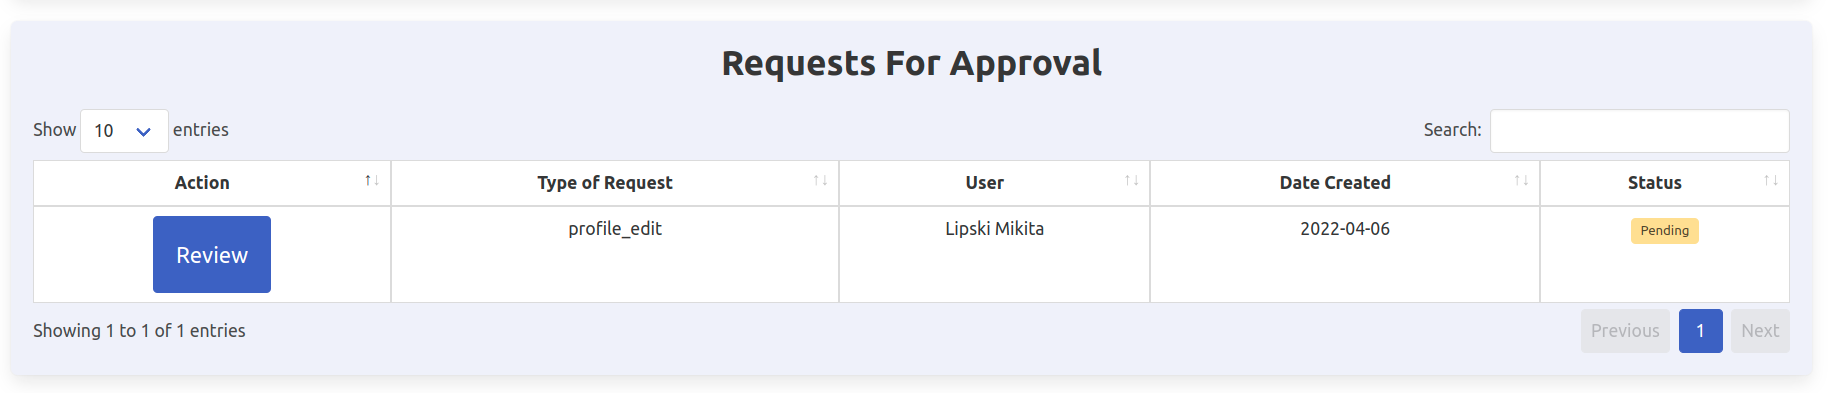 Requests For Approval
Show 10 entries Search:
Action Type of Request User Date Created Status
Review profile_edit Lipski Mikita 2022-04-06 Pending
Showing 1 to 1 of 1 entries Previous 1 Next